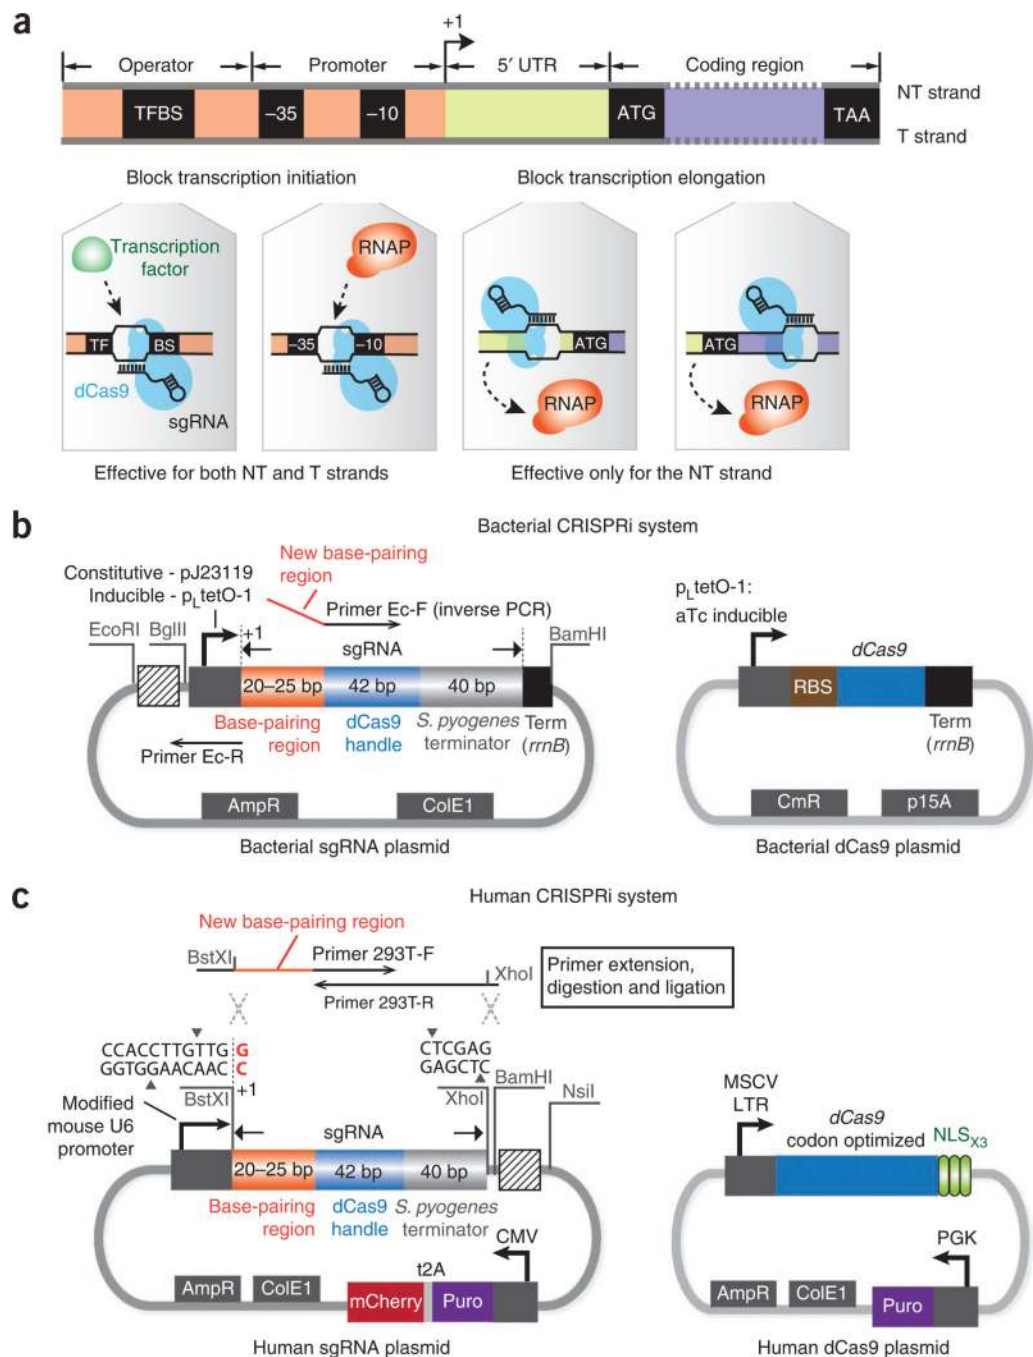 a
+1
Operator Promoter 5′ UTR Coding region
NT strand
TFBS –35 –10 ATG TAA
T strand
Block transcription initiation Block transcription elongation
Transcription factor
RNAP
TF BS
–35 –10
ATG
ATG
dCas9
sgRNA
RNAP
RNAP
Effective for both NT and T strands Effective only for the NT strand
b
Bacterial CRISPRi system
New base-pairing region
Constitutive - pJ23119
Inducible - pLtetO-1
Primer Ec-F (inverse PCR)
EcoRI BglII +1 sgRNA BamHI
20–25 bp 42 bp 40 bp
Base-pairing region
dCas9 handle
S. pyogenes terminator
Term (rrnB)
Primer Ec-R
AmpR ColE1
Bacterial sgRNA plasmid
pLtetO-1:
aTc inducible
dCas9
RBS
Term (rrnB)
CmR p15A
Bacterial dCas9 plasmid
c
Human CRISPRi system
New base-pairing region
BstXI
Primer 293T-F
XhoI
Primer 293T-R
Primer extension,
digestion and ligation
CCACCTTGTTG G
GGTGGAACAAC C
CTCGAG
GAGCTC
BstXI +1 XhoI BamHI NsiI
Modified
mouse U6
promoter
sgRNA
20–25 bp 42 bp 40 bp
Base-pairing region
dCas9 handle
S. pyogenes terminator
CMV
t2A
AmpR ColE1 mCherry Puro
Human sgRNA plasmid
MSCV
LTR
dCas9
codon optimized
NLSX3
PGK
AmpR ColE1 Puro
Human dCas9 plasmid